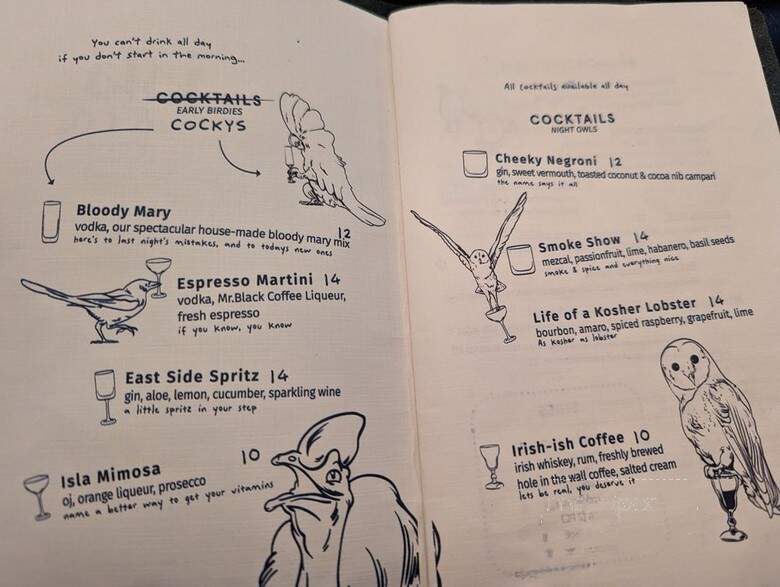 You can't drink all day
if you don't start in the morning...
COCKTAILS
EARLY BIRDIES
COCKYS
Bloody Mary
vodka, our spectacular house-made bloody mary mix 12
here's to last night's mistakes, and to todays new ones
Espresso Martini 14
vodka, Mr.Black Coffee Liqueur,
fresh espresso
if you know, you know
East Side Spritz 14
gin, aloe, lemon, cucumber, sparkling wine
a little spritz in your step
Isla Mimosa 10
oj, orange liqueur, prosecco
name a better way to get your vitamins
All cocktails available all day
COCKTAILS
NIGHT OWLS
Cheeky Negroni 12
gin, sweet vermouth, toasted coconut & cocoa nib campari
the name says it all
Smoke Show 14
mezcal, passionfruit, lime, habanero, basil seeds
smoke & spice and everything nice
Life of a Kosher Lobster 14
bourbon, amaro, spiced raspberry, grapefruit, lime
As kosher as lobster
Irish-ish Coffee 10
irish whiskey, rum, freshly brewed
hole in the wall coffee, salted cream
lets be real, you deserve it